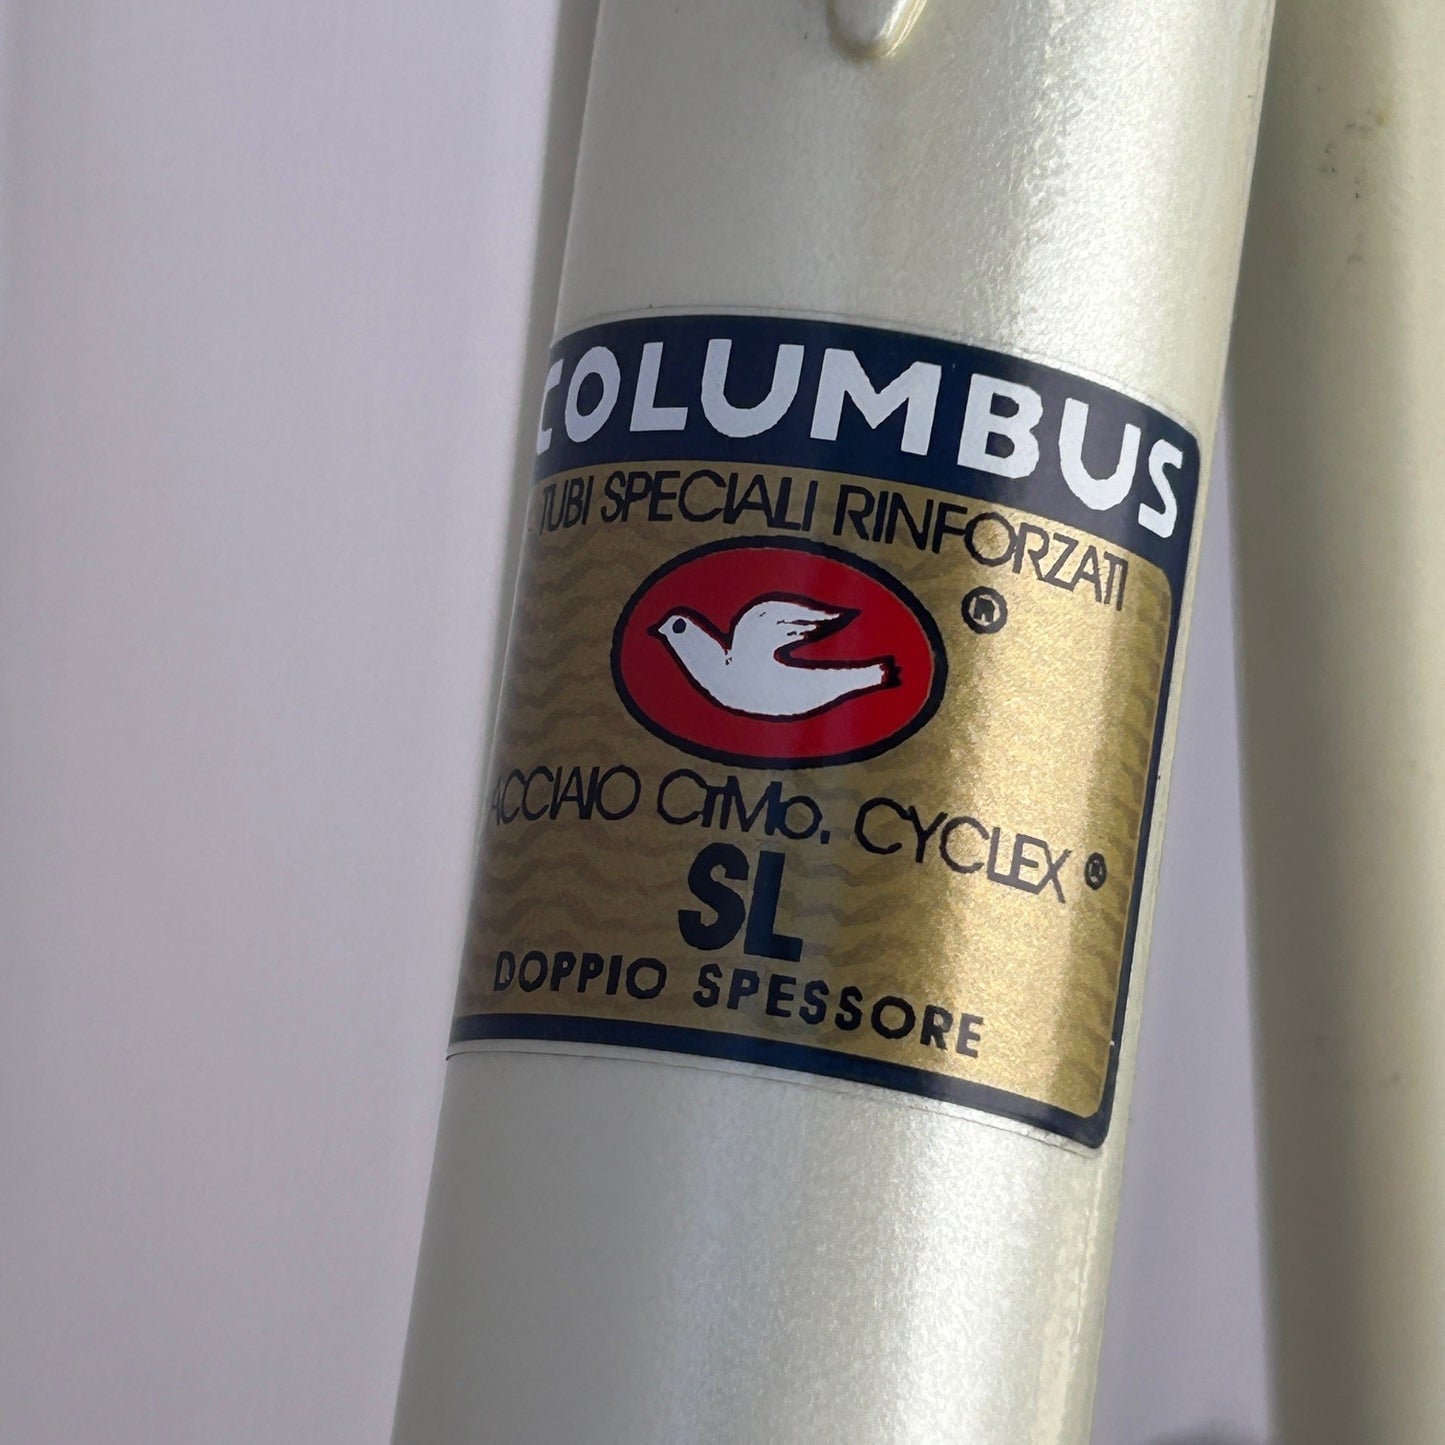 COLUMBUS
TUBI SPECIALI RINFORZATI
®
ACCIAIO CrMo. CYCLEX ®
SL
DOPPIO SPESSORE